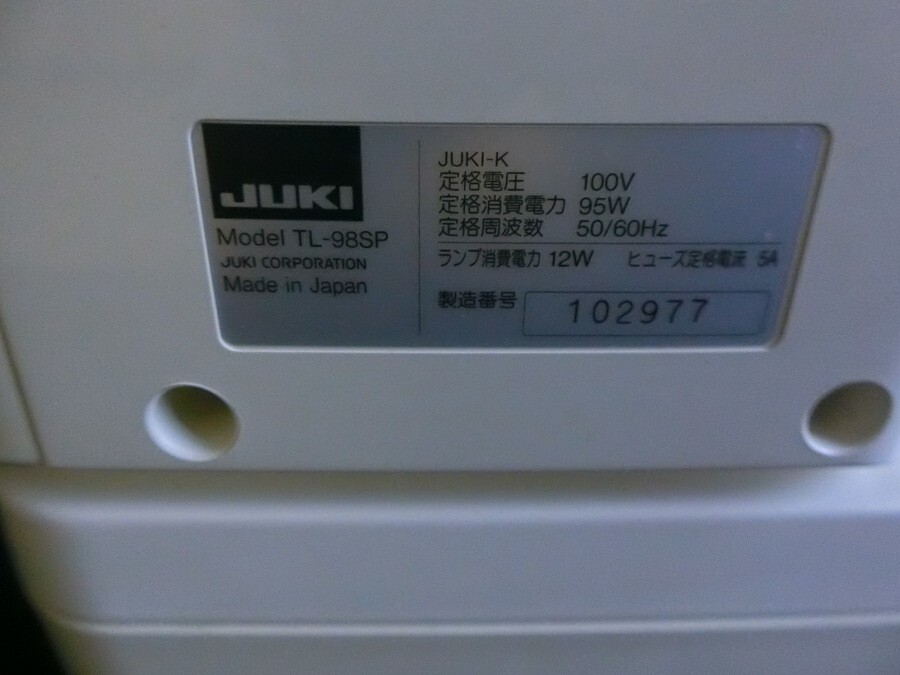 JUKI
Model TL-98SP
JUKI CORPORATION
Made in Japan
JUKI-K
定格電圧 100V
定格消費電力 95W
定格周波数 50/60Hz
ランプ消費電力 12W ヒューズ定格電流 5A
製造番号 102977